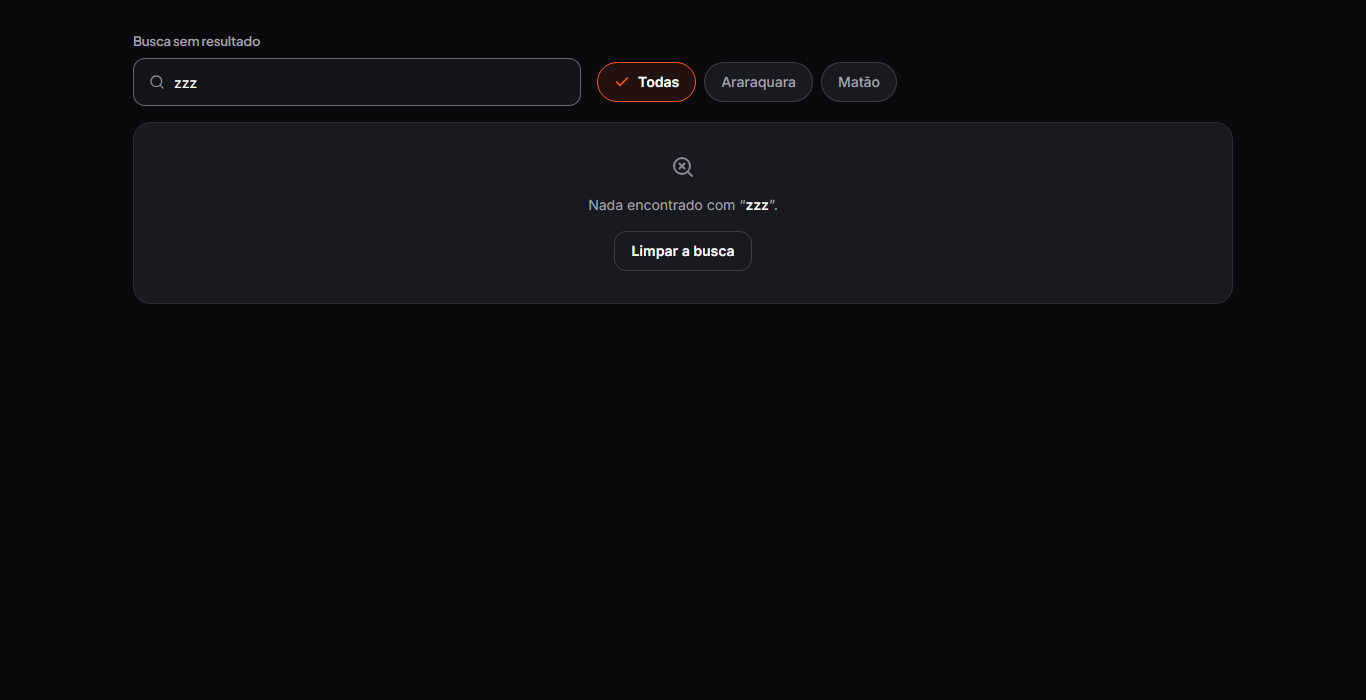 Busca sem resultado
zzz
Todas
Araraquara
Matão
Nada encontrado com “zzz”.
Limpar a busca